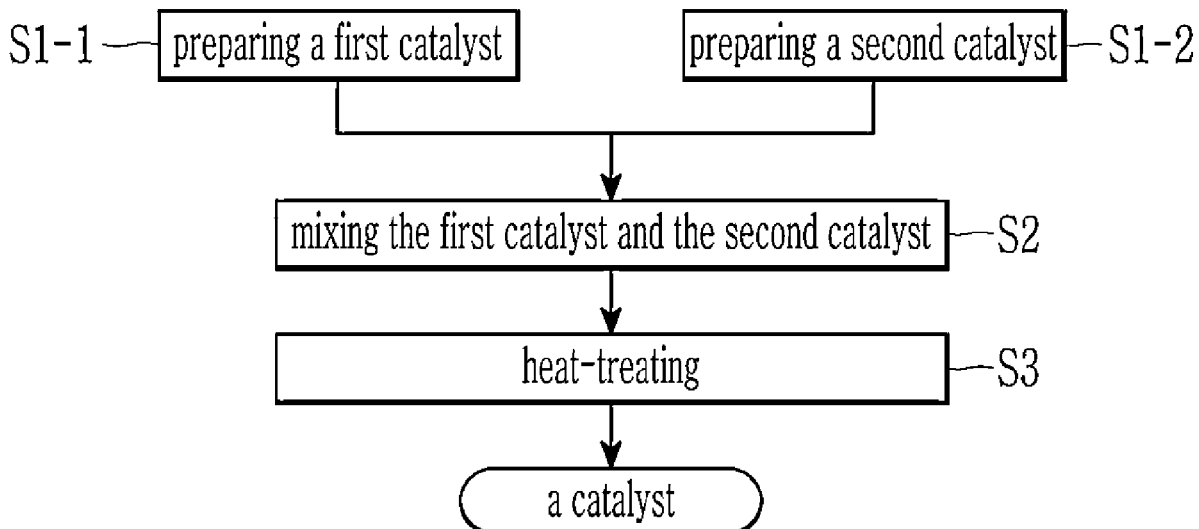 S1-1
preparing a first catalyst
preparing a second catalyst
S1-2
mixing the first catalyst and the second catalyst
S2
heat-treating
S3
a catalyst